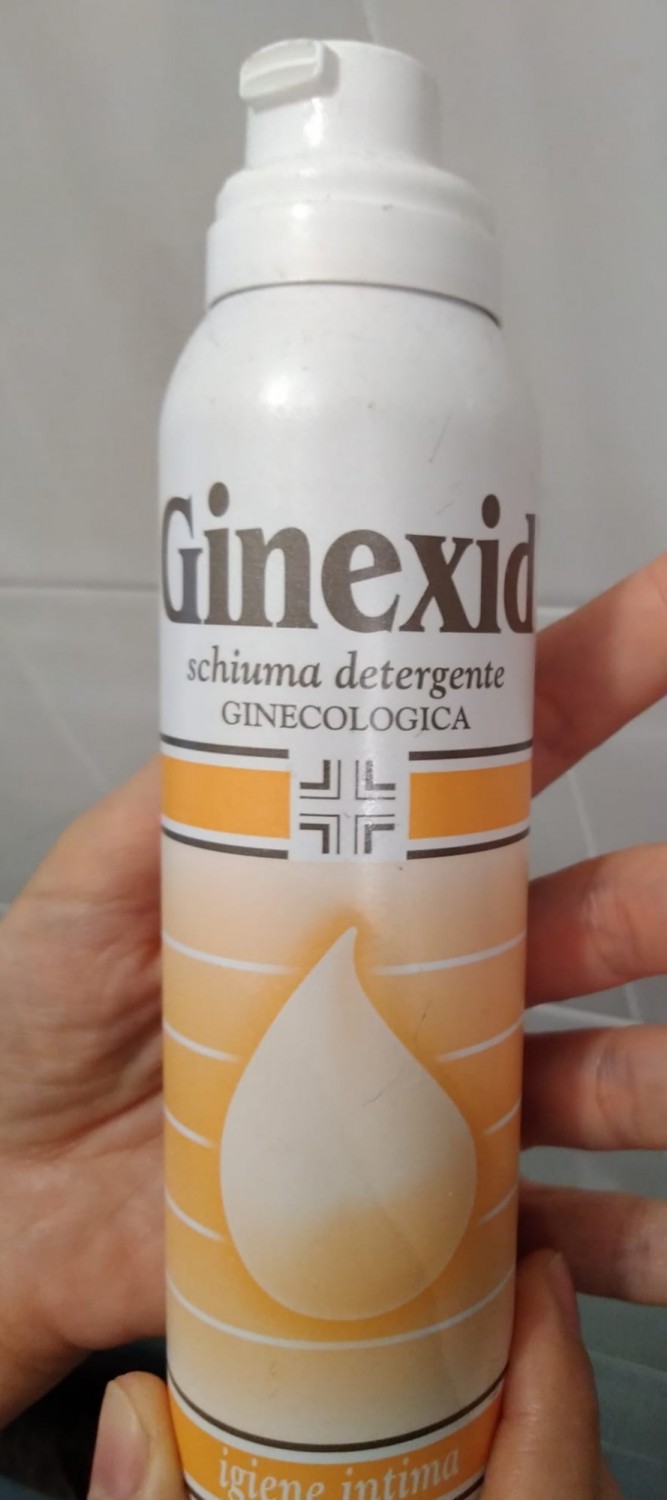 Ginexid
schiuma detergente
GINECOLOGICA
igiene intima